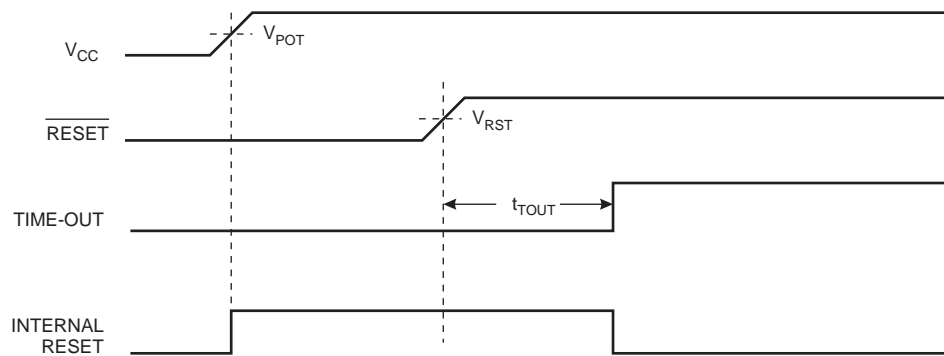 V_CC
V_POT
RESET
V_RST
TIME-OUT
t_TOUT
INTERNAL
RESET